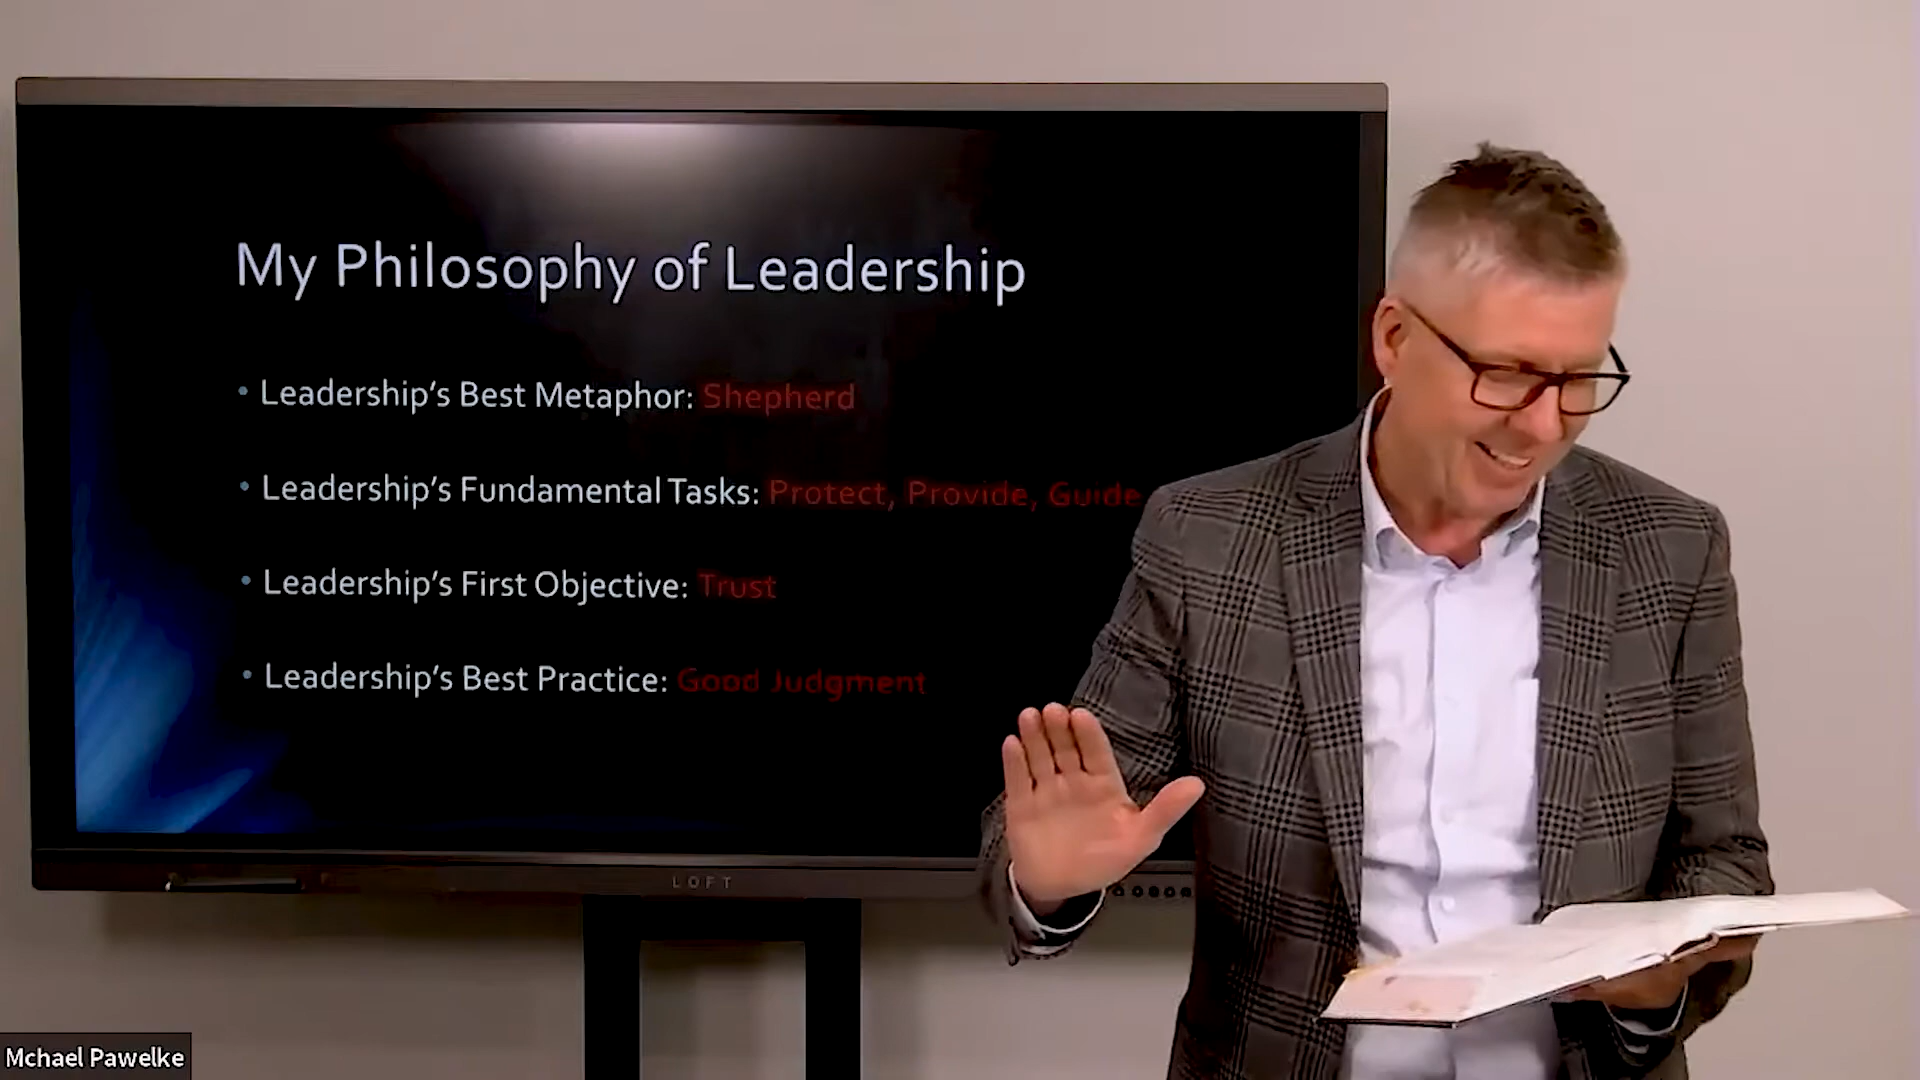 My Philosophy of Leadership
• Leadership's Best Metaphor: Shepherd
• Leadership's Fundamental Tasks: Protect, Provide, Guide
• Leadership's First Objective: Trust
• Leadership's Best Practice: Good Judgment
LOFT
Mchael Pawelke